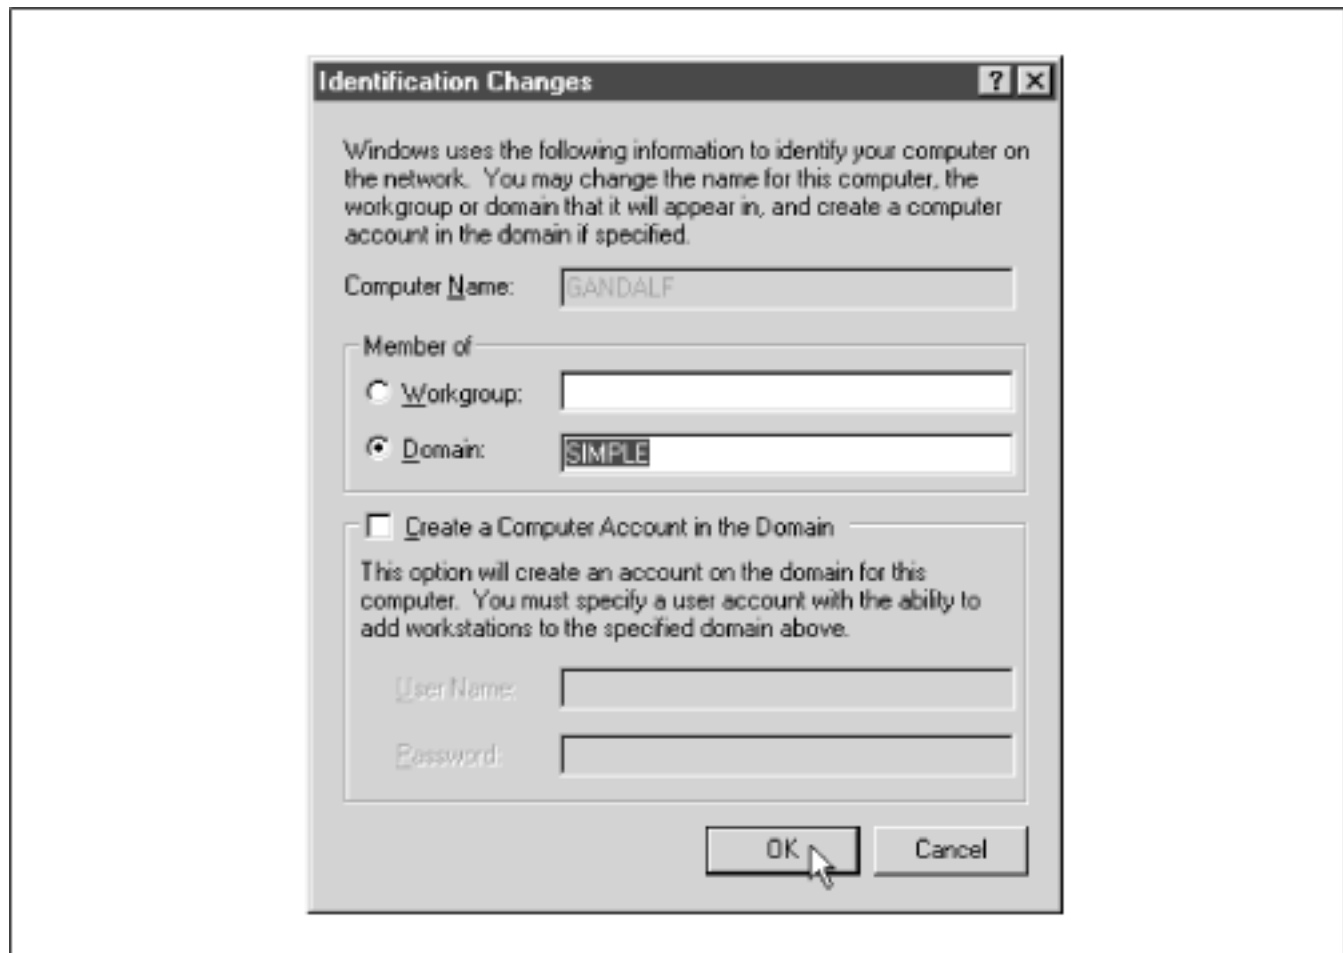 Identification Changes
Windows uses the following information to identify your computer on
the network.  You may change the name for this computer, the
workgroup or domain that it will appear in, and create a computer
account in the domain if specified.
Computer Name: GANDALF
Member of
Workgroup:
Domain: SIMPLE
Create a Computer Account in the Domain
This option will create an account on the domain for this
computer.  You must specify a user account with the ability to
add workstations to the specified domain above.
User Name:
Password:
OK Cancel